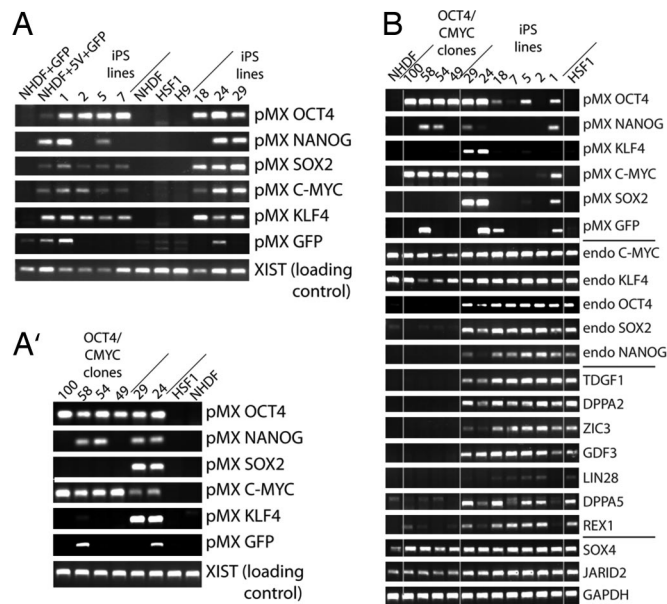 A
NHDF+GFP
NHDF+5V+GFP
iPS
lines
1
2
5
7
NHDF
HSF1
H9
iPS
lines
18
24
29
pMX OCT4
pMX NANOG
pMX SOX2
pMX C-MYC
pMX KLF4
pMX GFP
XIST (loading
control)
A'
OCT4/
CMYC
clones
100
58
54
49
29
24
HSF1
NHDF
pMX OCT4
pMX NANOG
pMX SOX2
pMX C-MYC
pMX KLF4
pMX GFP
XIST (loading
control)
B
OCT4/
CMYC
clones
iPS
lines
NHDF
100
58
54
49
29
24
18
7
5
2
1
HSF1
pMX OCT4
pMX NANOG
pMX KLF4
pMX C-MYC
pMX SOX2
pMX GFP
endo C-MYC
endo KLF4
endo OCT4
endo SOX2
endo NANOG
TDGF1
DPPA2
ZIC3
GDF3
LIN28
DPPA5
REX1
SOX4
JARID2
GAPDH